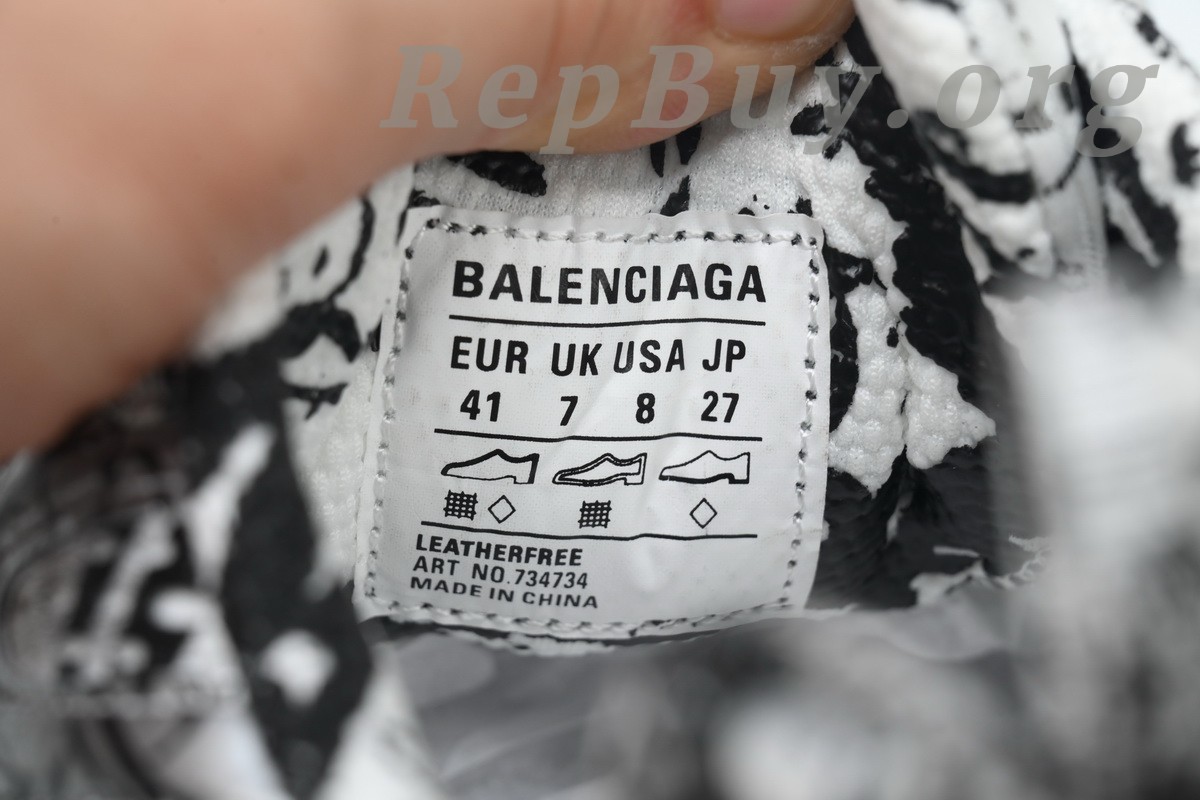 RepBuy.org
BALENCIAGA
EUR UK USA JP
41 7 8 27
LEATHERFREE
ART NO.734734
MADE IN CHINA